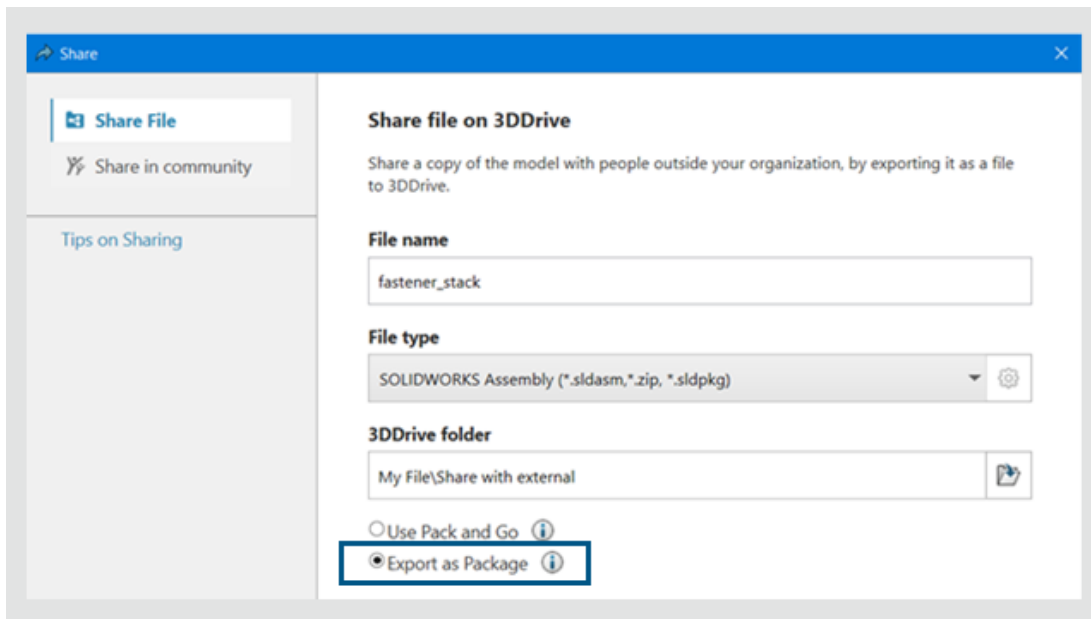 Share
Share File
Share in community
Tips on Sharing
Share file on 3DDrive
Share a copy of the model with people outside your organization, by exporting it as a file
to 3DDrive.
File name
fastener_stack
File type
SOLIDWORKS Assembly (*.sldasm,*.zip, *.sldpkg)
3DDrive folder
My File\Share with external
Use Pack and Go
Export as Package